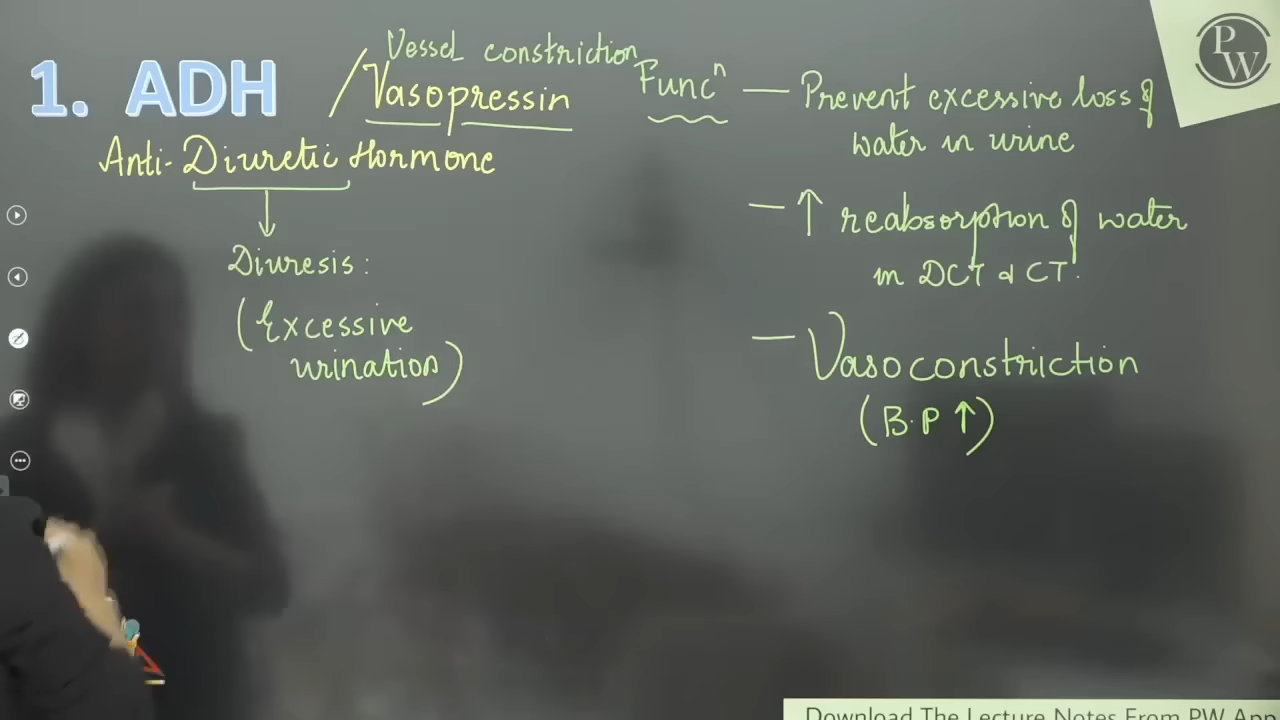 1. ADH
/ Vasopressin
Vessel constriction
Anti-Diuretic Hormone
Diuresis:
(Excessive
urination)
Funcⁿ — Prevent excessive loss of
water in urine
— ↑ reabsorption of water
in DCT & CT.
— Vasoconstriction
(B.P ↑)
PW
Download The Lecture Notes From PW App